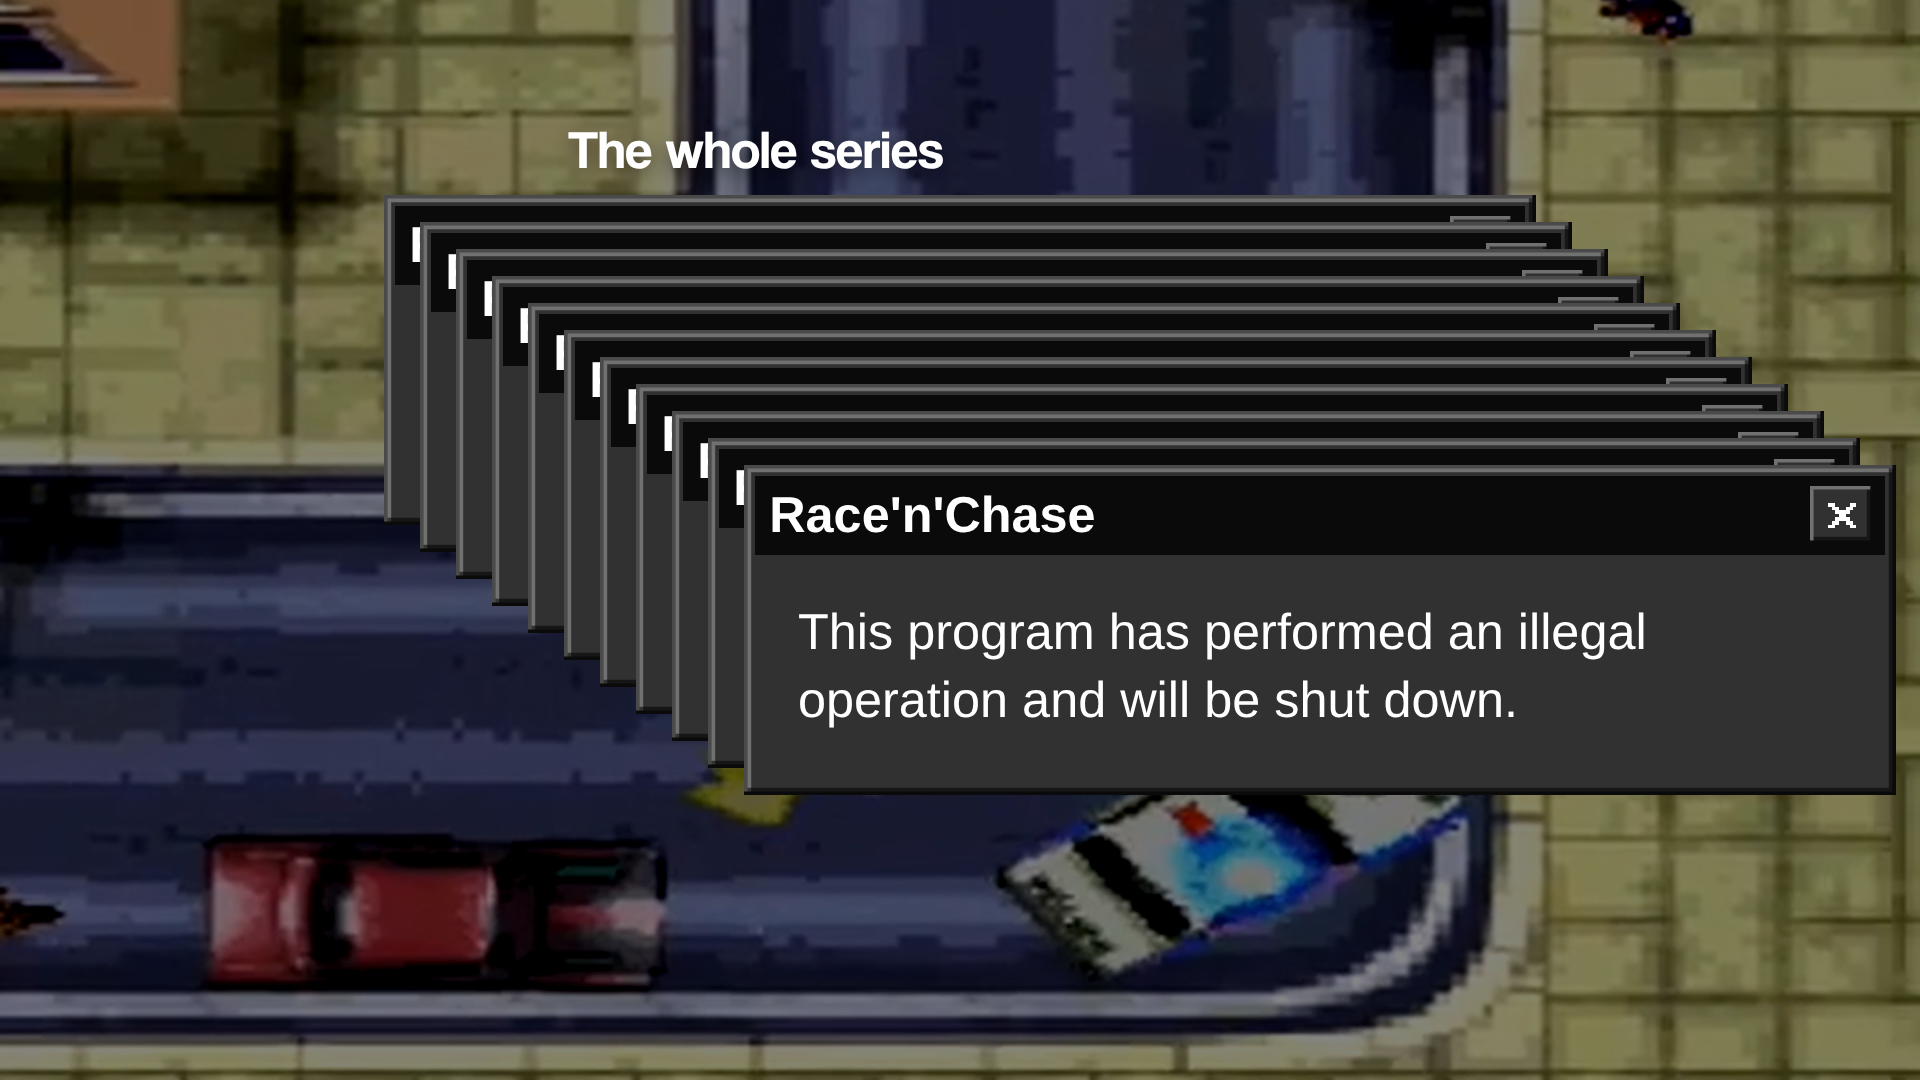 The whole series
Race'n'Chase
This program has performed an illegal
operation and will be shut down.